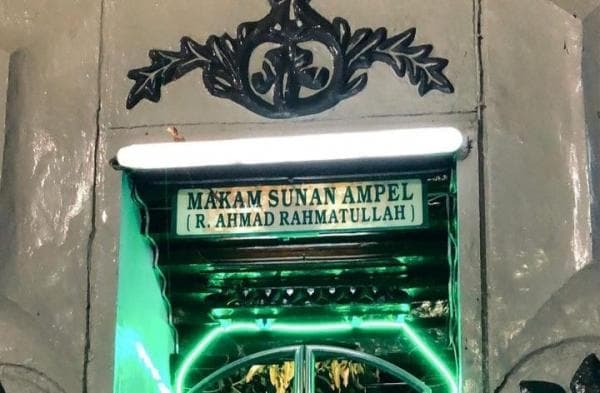 MAKAM SUNAN AMPEL
( R. AHMAD RAHMATULLAH )